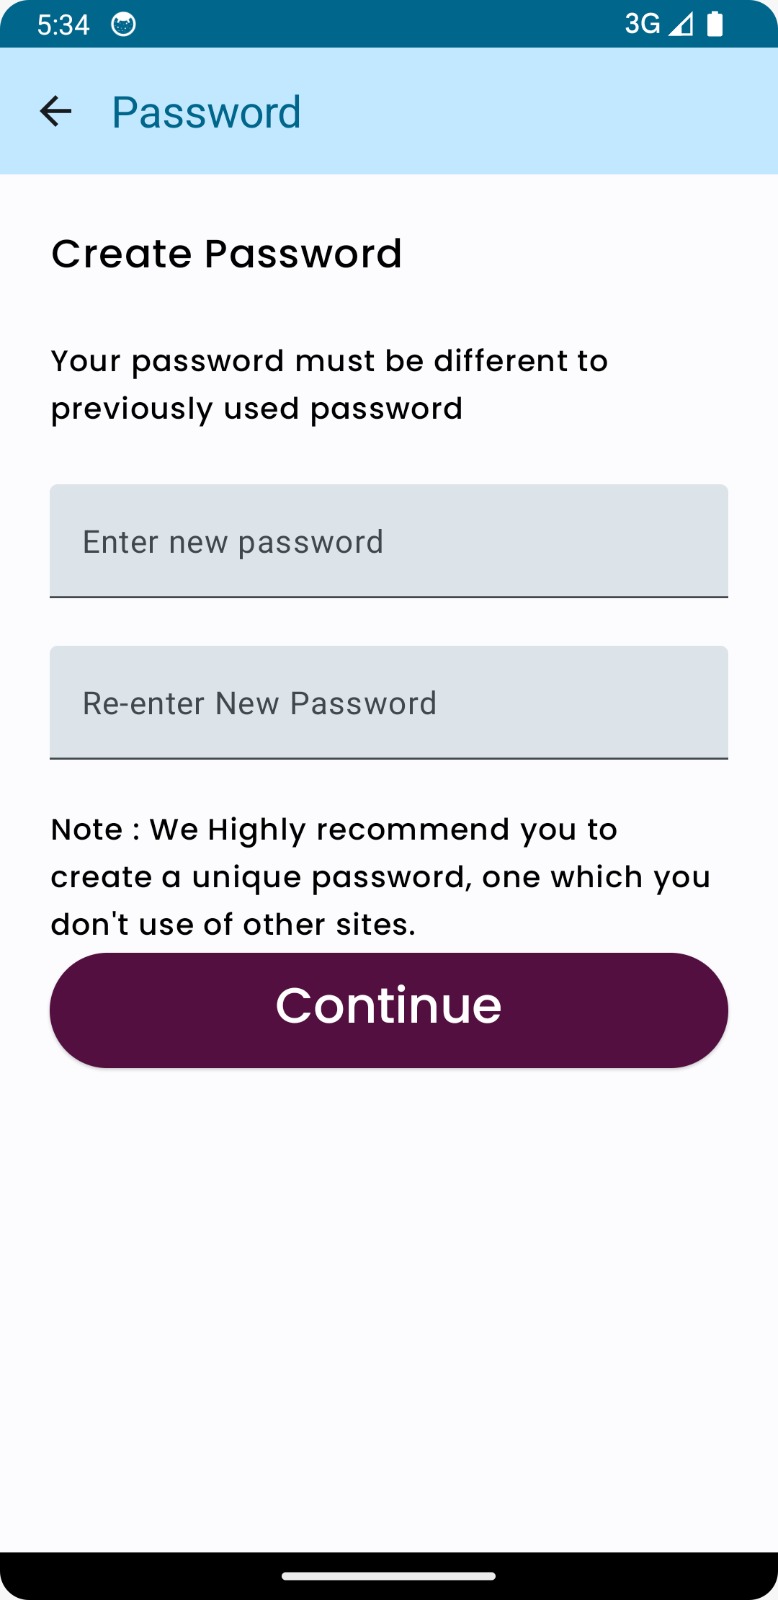 5:34
3G
Password
Create Password
Your password must be different to
previously used password
Enter new password
Re-enter New Password
Note : We Highly recommend you to
create a unique password, one which you
don't use of other sites.
Continue